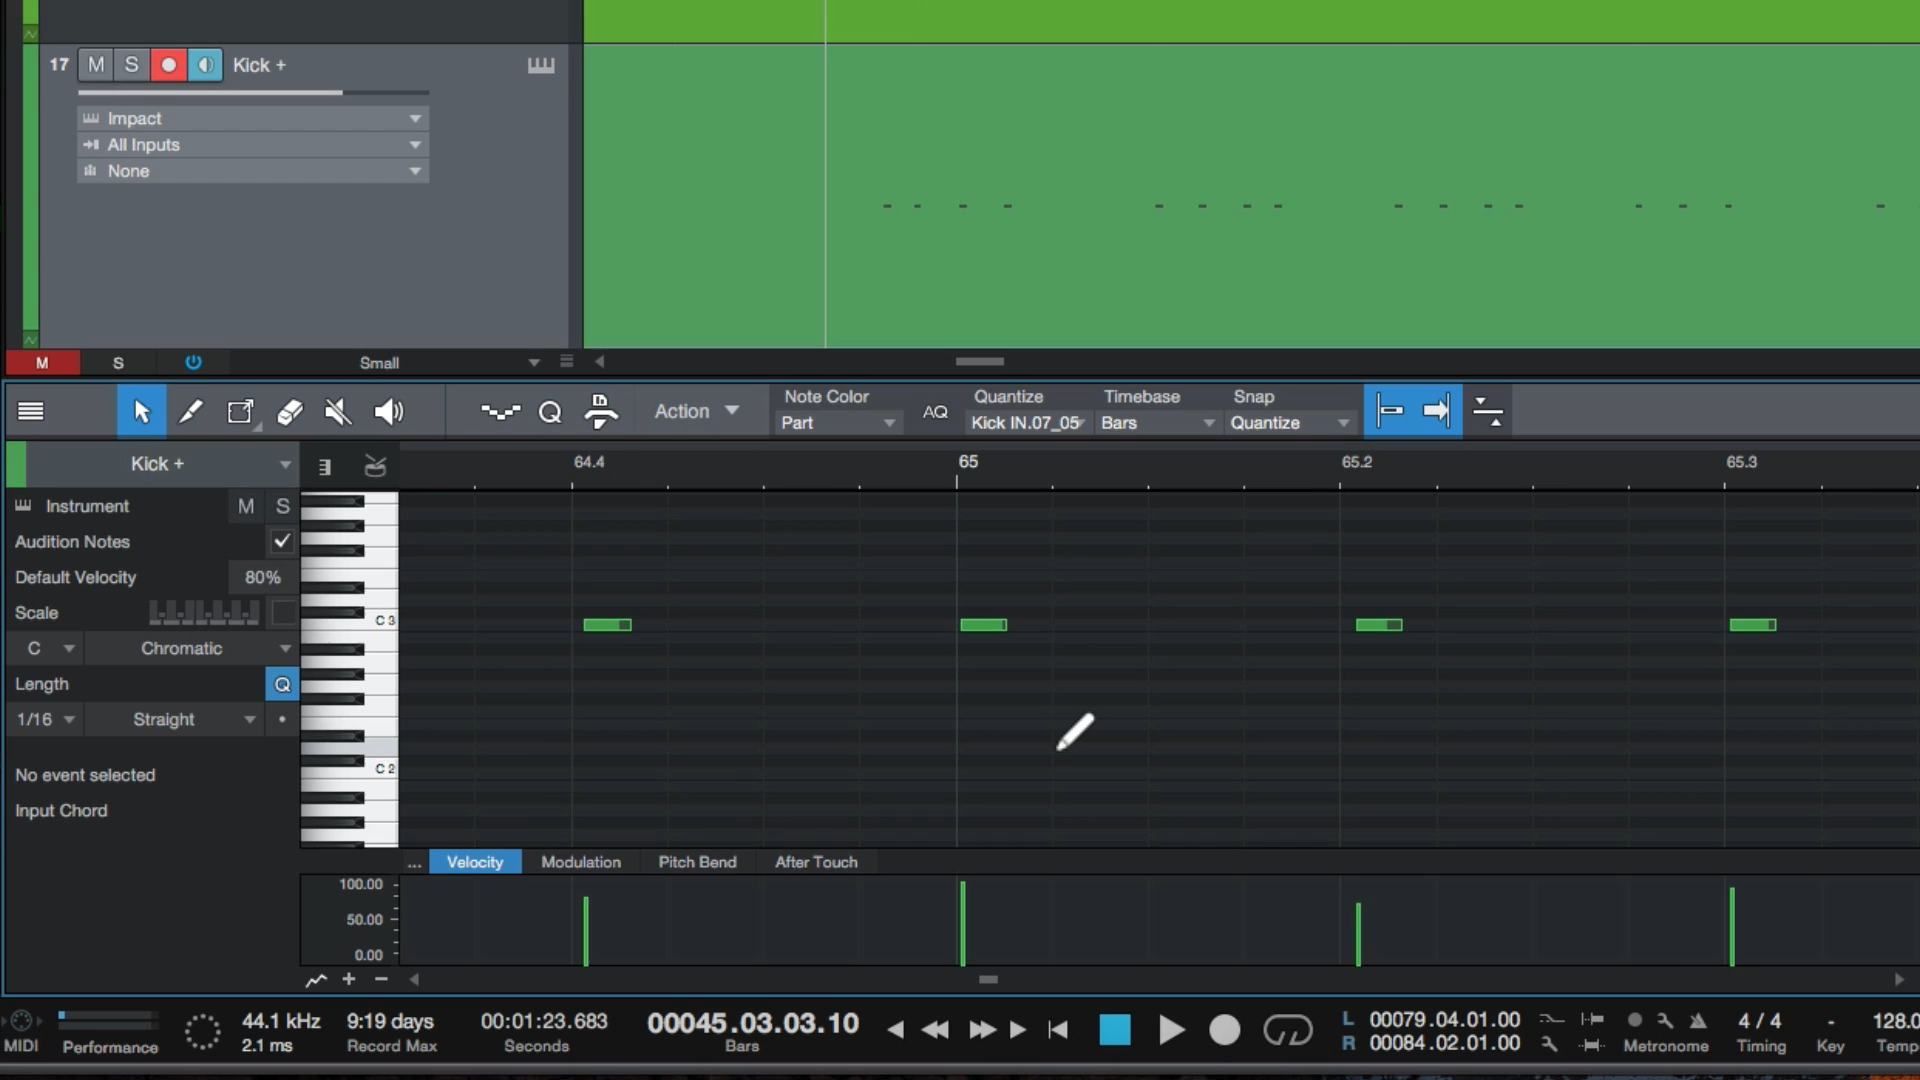 17 M S Kick +
Impact
All Inputs
None
M S Small
Action
Note Color
Part
AQ
Quantize
Kick IN.07_05
Timebase
Bars
Snap
Quantize
Kick +
64.4 65 65.2 65.3
Instrument M S
Audition Notes
Default Velocity 80%
Scale
C Chromatic
Length Q
1/16 Straight
No event selected
Input Chord
C 3
C 2
... Velocity Modulation Pitch Bend After Touch
100.00
50.00
0.00
MIDI
Performance
44.1 kHz
2.1 ms
9:19 days
Record Max
00:01:23.683
Seconds
00045.03.03.10
Bars
L 00079.04.01.00
R 00084.02.01.00
Metronome
4 / 4
Timing
-
Key
128.0
Temp